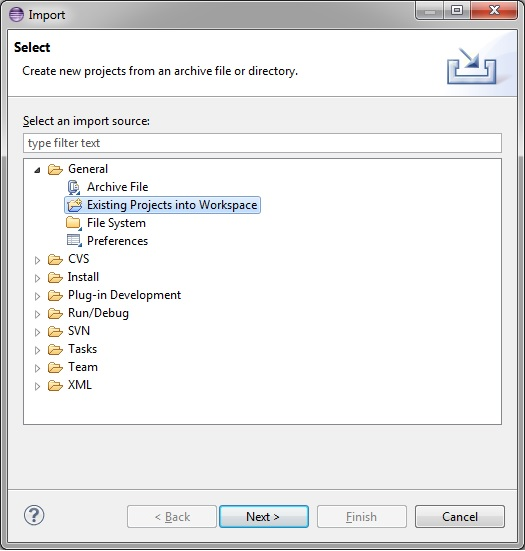 Import
Select
Create new projects from an archive file or directory.
Select an import source:
type filter text
General
Archive File
Existing Projects into Workspace
File System
Preferences
CVS
Install
Plug-in Development
Run/Debug
SVN
Tasks
Team
XML
? < Back Next > Finish Cancel